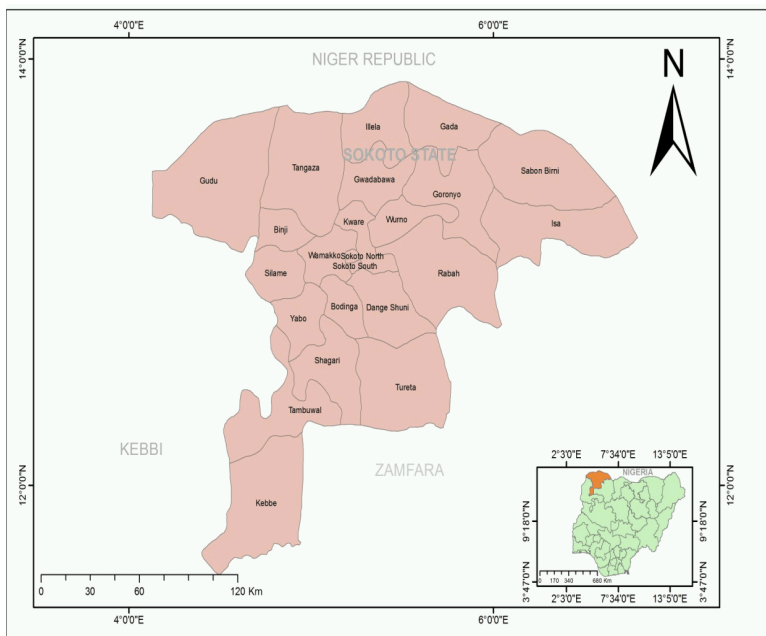 4°0'0"E
6°0'0"E
14°0'0"N
14°0'0"N
NIGER REPUBLIC
N
Illela
Gada
SOKOTO STATE
Tangaza
Gudu
Gwadabawa
Sabon Birni
Goronyo
Kware
Wurno
Isa
Binji
Wamakko
Sokoto North
Sokoto South
Silame
Rabah
Bodinga
Dange Shuni
Yabo
Shagari
Tureta
Tambuwal
KEBBI
ZAMFARA
Kebbe
12°0'0"N
12°0'0"N
2°3'0"E
7°34'0"E
13°5'0"E
NIGERIA
9°18'0"N
9°18'0"N
3°47'0"N
3°47'0"N
0 170 340 680 Km
2°3'0"E
7°34'0"E
13°5'0"E
0 30 60 120 Km
4°0'0"E
6°0'0"E